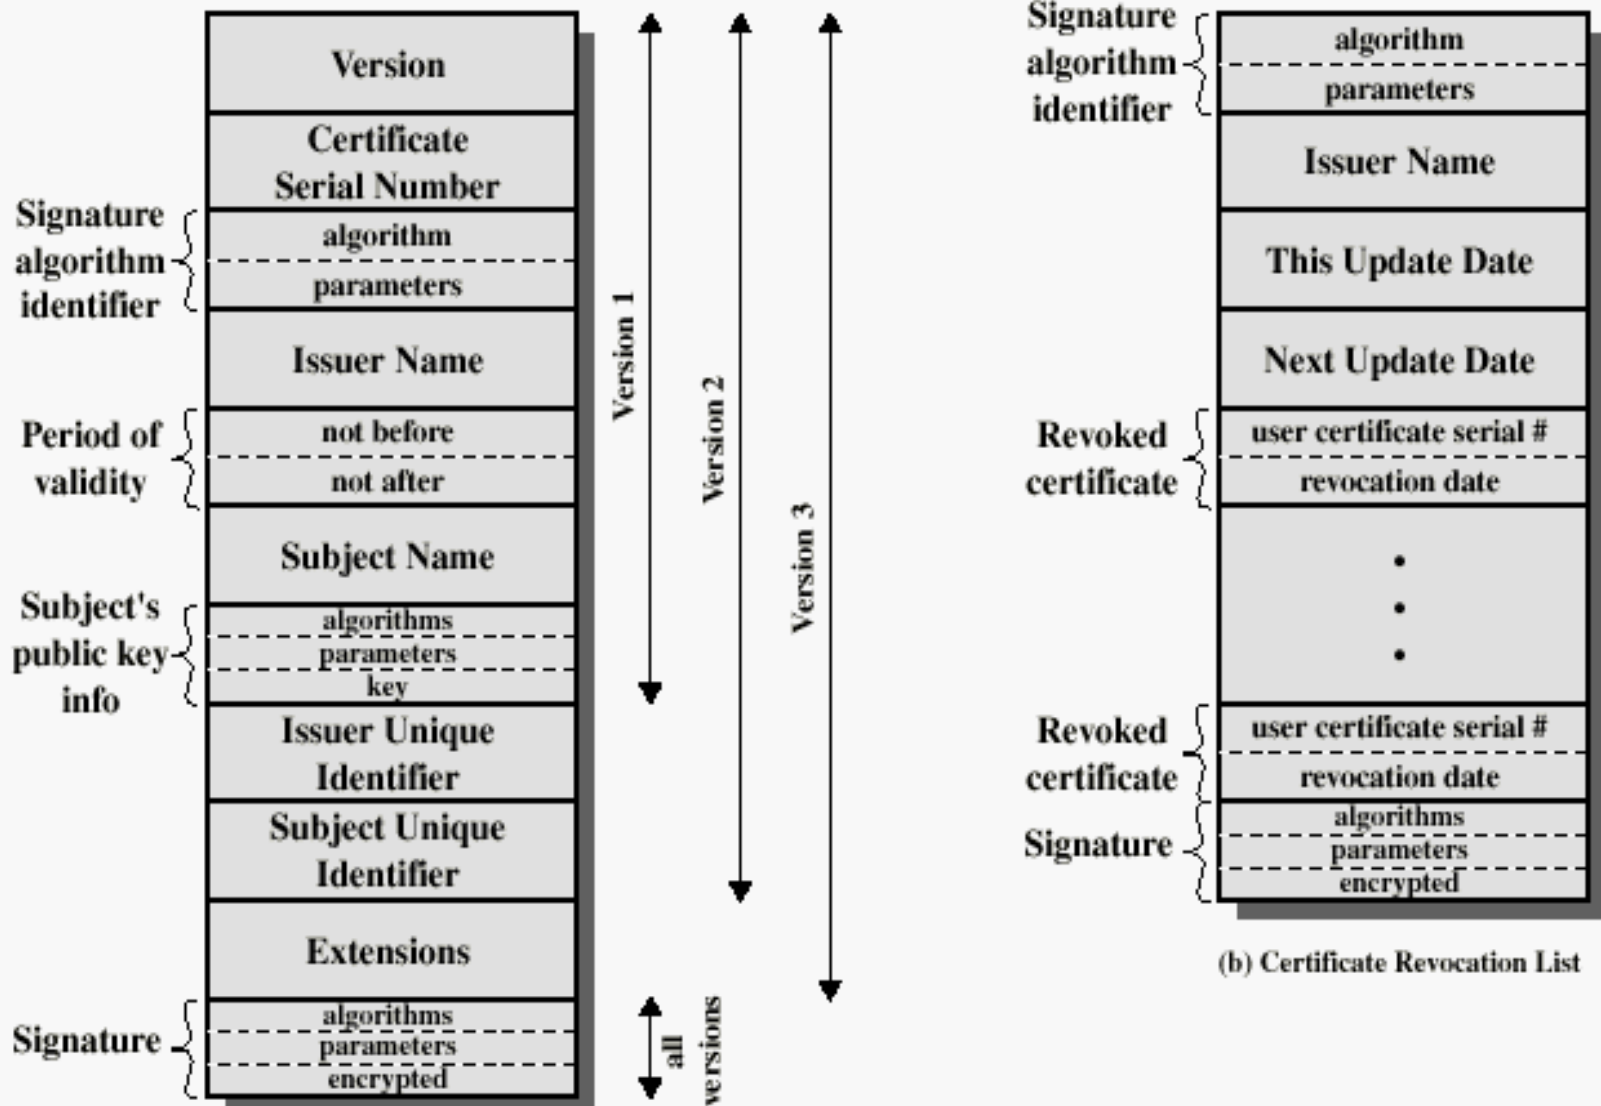 Version
Certificate
Serial Number
Signature
algorithm
identifier
algorithm
parameters
Issuer Name
Period of
validity
not before
not after
Subject Name
Subject's
public key
info
algorithms
parameters
key
Issuer Unique
Identifier
Subject Unique
Identifier
Extensions
Signature
algorithms
parameters
encrypted
Version 1
Version 2
Version 3
all
versions
Signature
algorithm
identifier
algorithm
parameters
Issuer Name
This Update Date
Next Update Date
Revoked
certificate
user certificate serial #
revocation date
Revoked
certificate
user certificate serial #
revocation date
Signature
algorithms
parameters
encrypted
(b) Certificate Revocation List